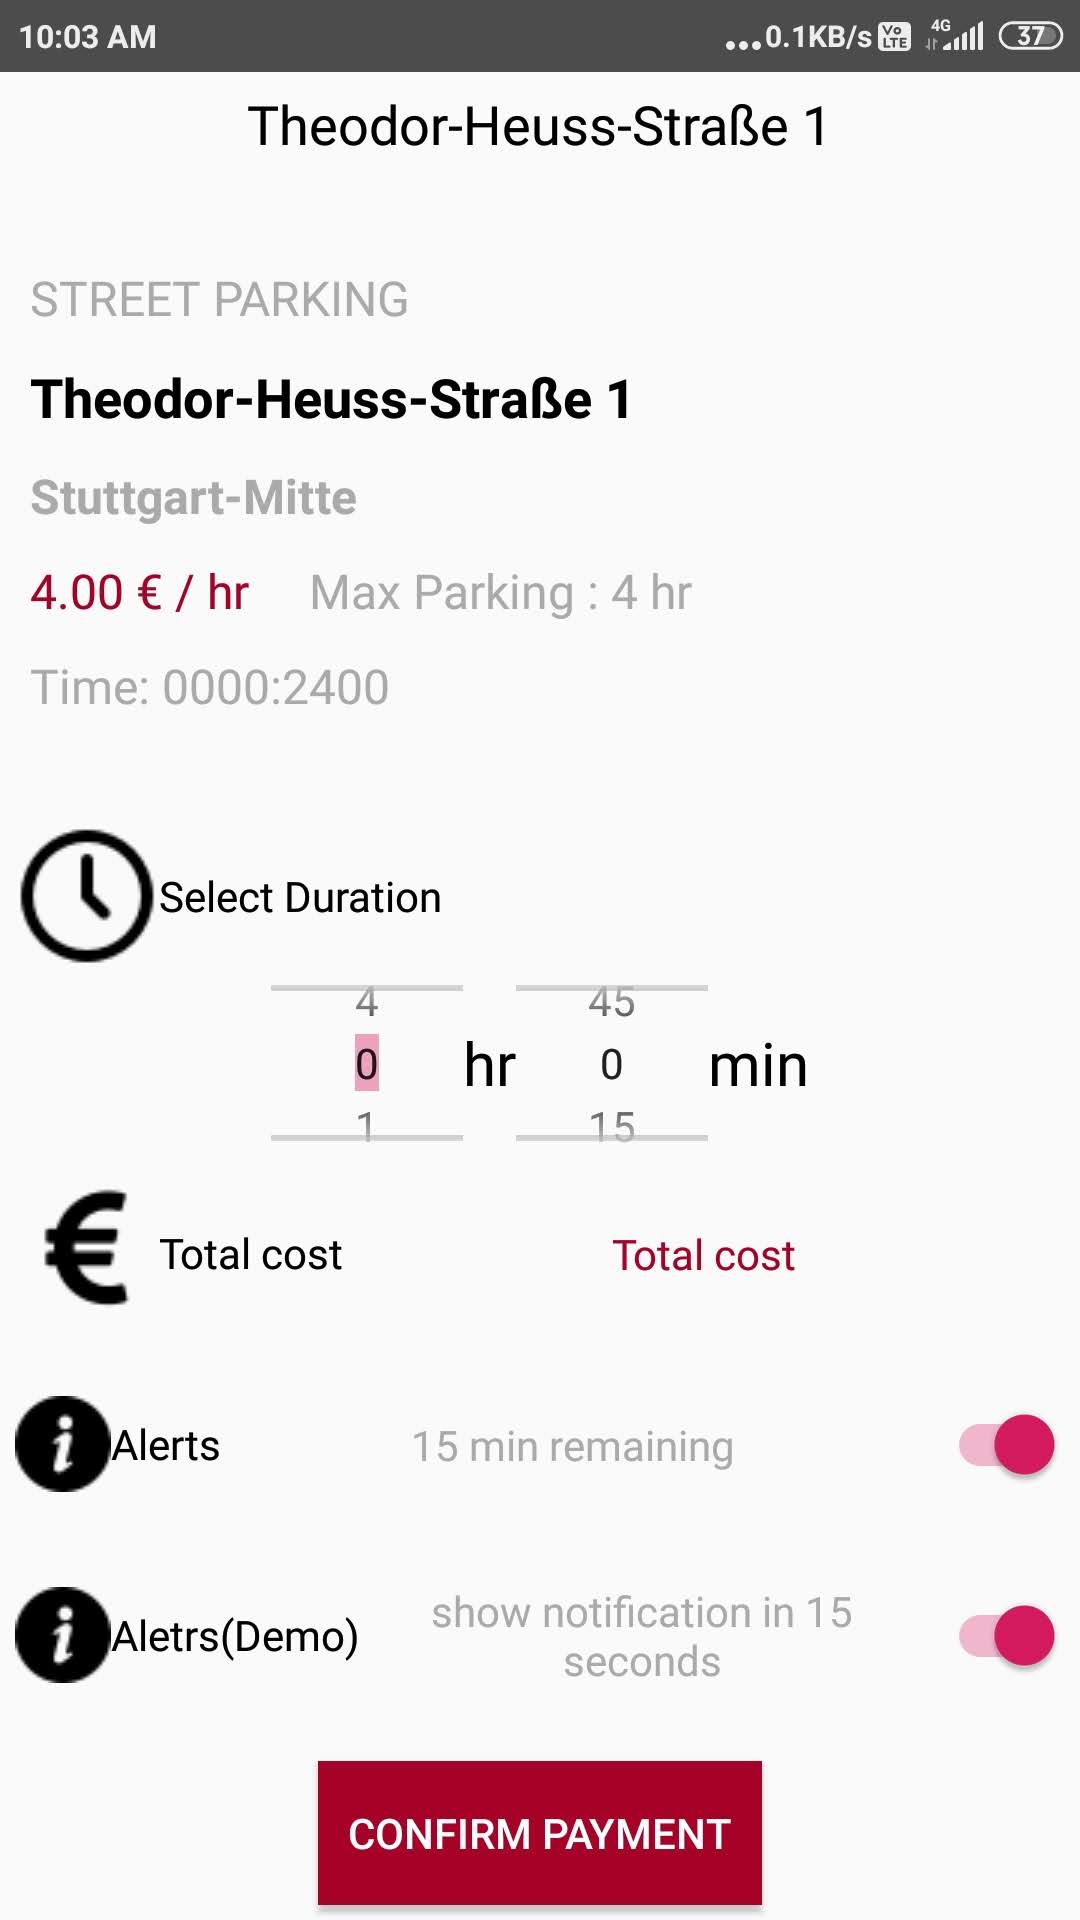 10:03 AM
...0.1KB/s Vo LTE 4G 37
Theodor-Heuss-Straße 1
STREET PARKING
Theodor-Heuss-Straße 1
Stuttgart-Mitte
4.00 € / hr Max Parking : 4 hr
Time: 0000:2400
Select Duration
4 45
0 hr 0 min
1 15
€ Total cost Total cost
i Alerts 15 min remaining
i Aletrs(Demo) show notification in 15
seconds
CONFIRM PAYMENT